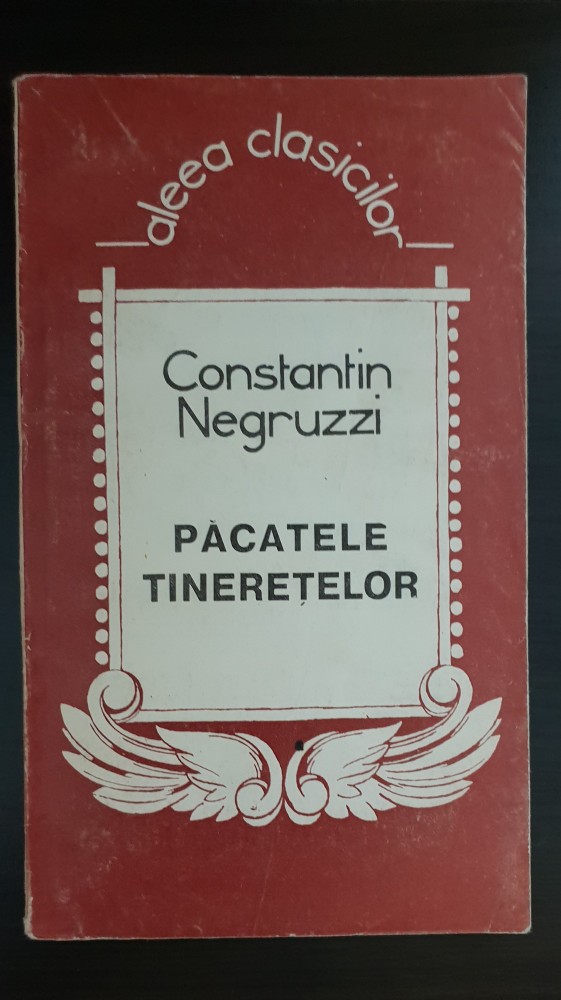 aleea clasicilor
Constantin
Negruzzi
PĂCATELE
TINEREȚELOR